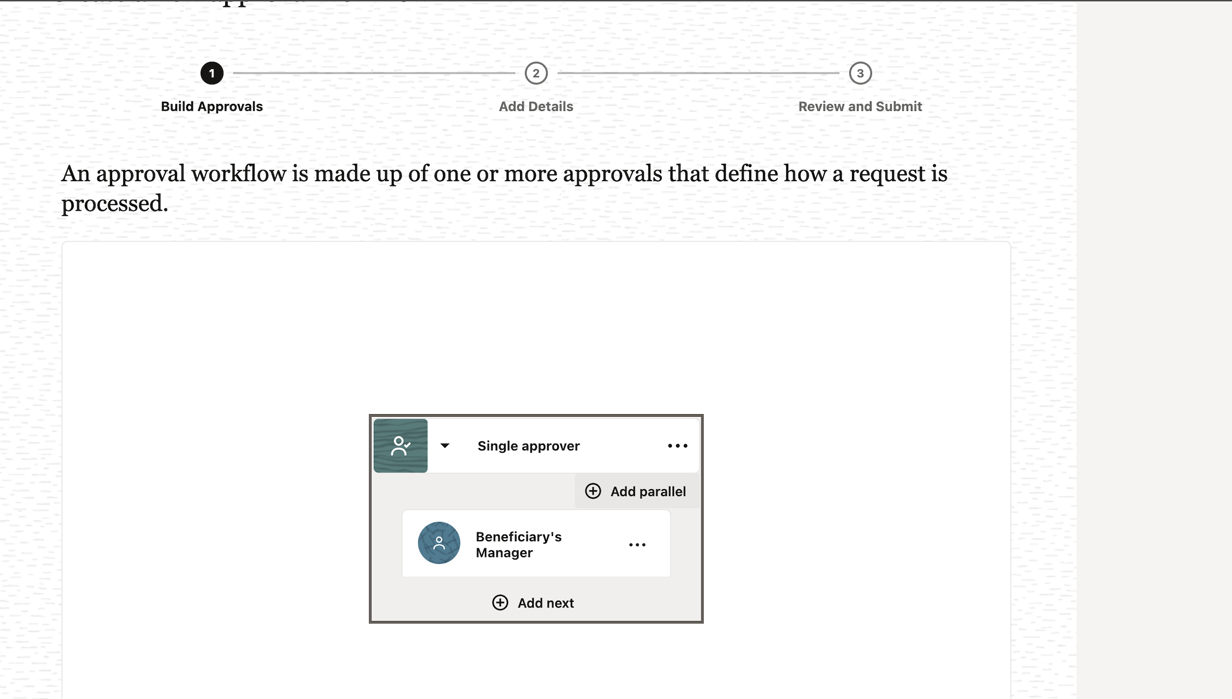 1
2
3
Build Approvals
Add Details
Review and Submit
An approval workflow is made up of one or more approvals that define how a request is
processed.
Single approver
Add parallel
Beneficiary's
Manager
Add next